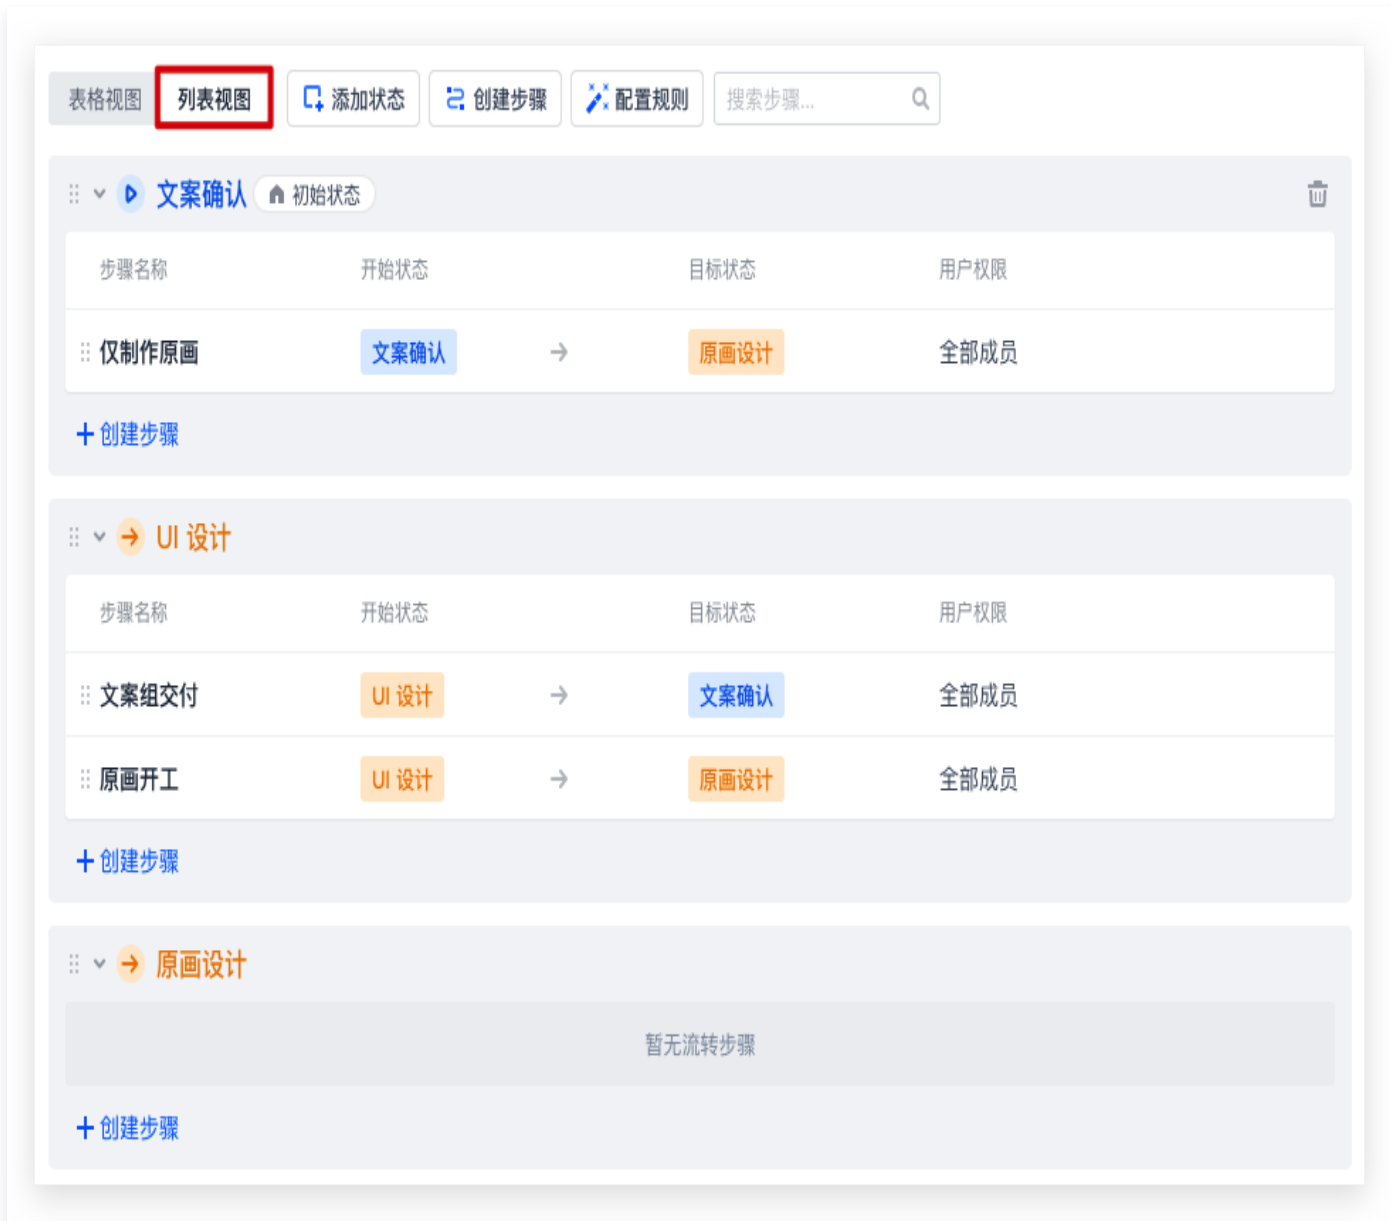 表格视图 列表视图 添加状态 创建步骤 配置规则 搜索步骤...
文案确认 初始状态
步骤名称 开始状态 目标状态 用户权限
仅制作原画 文案确认 → 原画设计 全部成员
+ 创建步骤
UI 设计
步骤名称 开始状态 目标状态 用户权限
文案组交付 UI 设计 → 文案确认 全部成员
原画开工 UI 设计 → 原画设计 全部成员
+ 创建步骤
原画设计
暂无流转步骤
+ 创建步骤